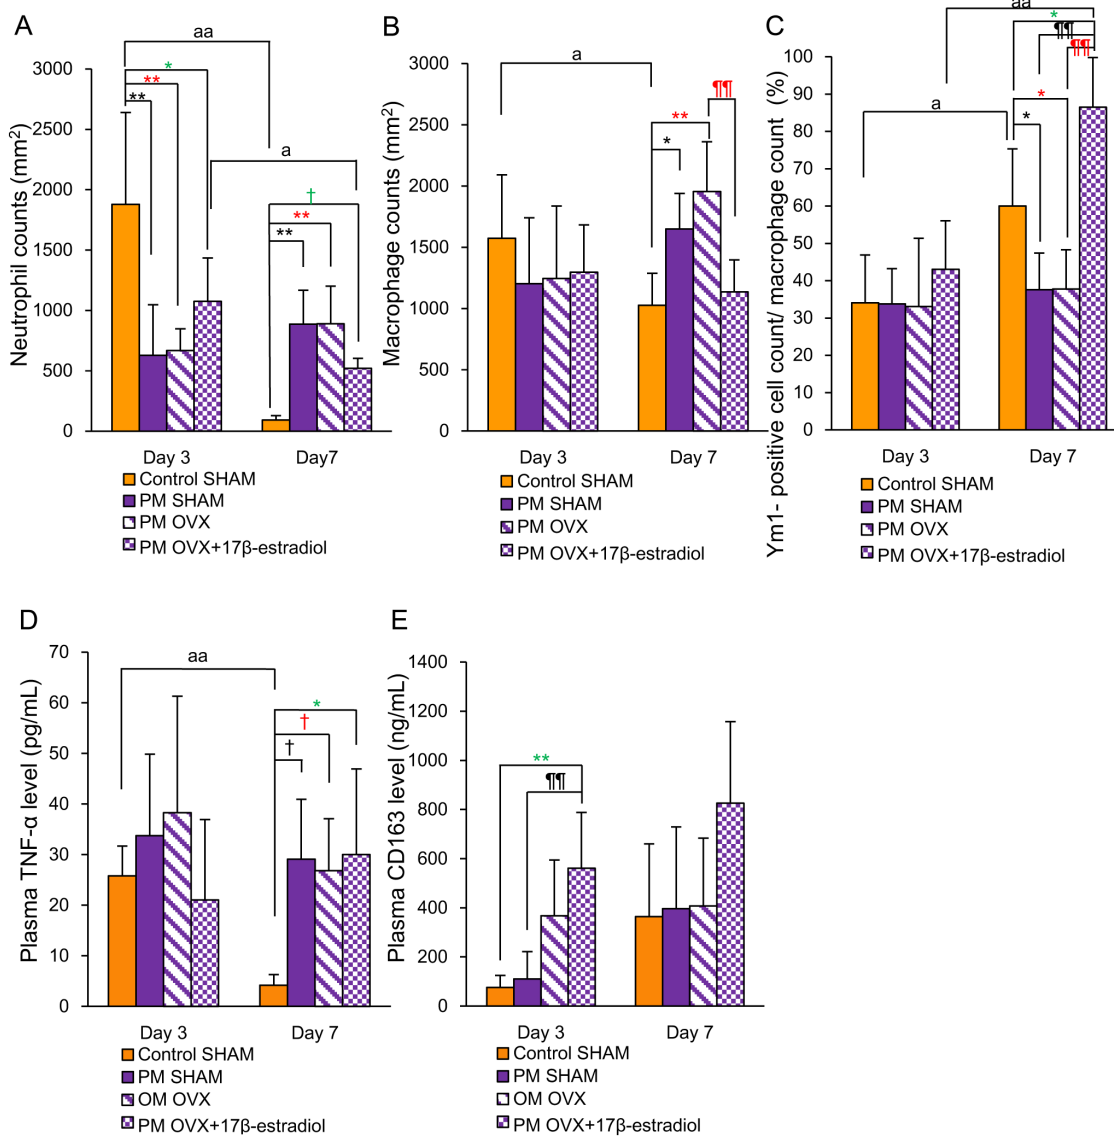 A
Neutrophil counts (mm2)
3000
2500
2000
1500
1000
500
0
aa
*
**
**
a
†
**
**
Day 3
Day7
Control SHAM
PM SHAM
PM OVX
PM OVX+17β-estradiol
B
Macrophage counts (mm2)
3000
2500
2000
1500
1000
500
0
a
¶¶
**
*
Day 3
Day 7
Control SHAM
PM SHAM
PM OVX
PM OVX+17β-estradiol
C
Ym1- positive cell count/ macrophage count (%)
100
90
80
70
60
50
40
30
20
10
0
aa
*
¶¶
¶¶
a
*
*
Day 3
Day 7
Control SHAM
PM SHAM
PM OVX
PM OVX+17β-estradiol
D
Plasma TNF-α level (pg/mL)
70
60
50
40
30
20
10
0
aa
*
†
†
Day 3
Day 7
Control SHAM
PM SHAM
OM OVX
PM OVX+17β-estradiol
E
Plasma CD163 level (ng/mL)
1400
1200
1000
800
600
400
200
0
**
¶¶
Day 3
Day 7
Control SHAM
PM SHAM
OM OVX
PM OVX+17β-estradiol